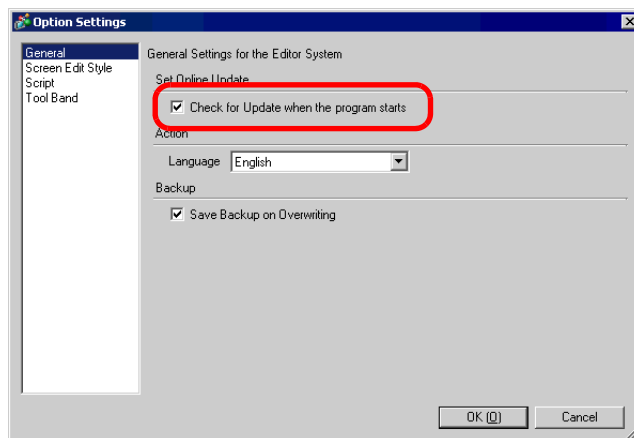 Option Settings
General
Screen Edit Style
Script
Tool Band
General Settings for the Editor System
Set Online Update
Check for Update when the program starts
Action
Language English
Backup
Save Backup on Overwriting
OK (O) Cancel